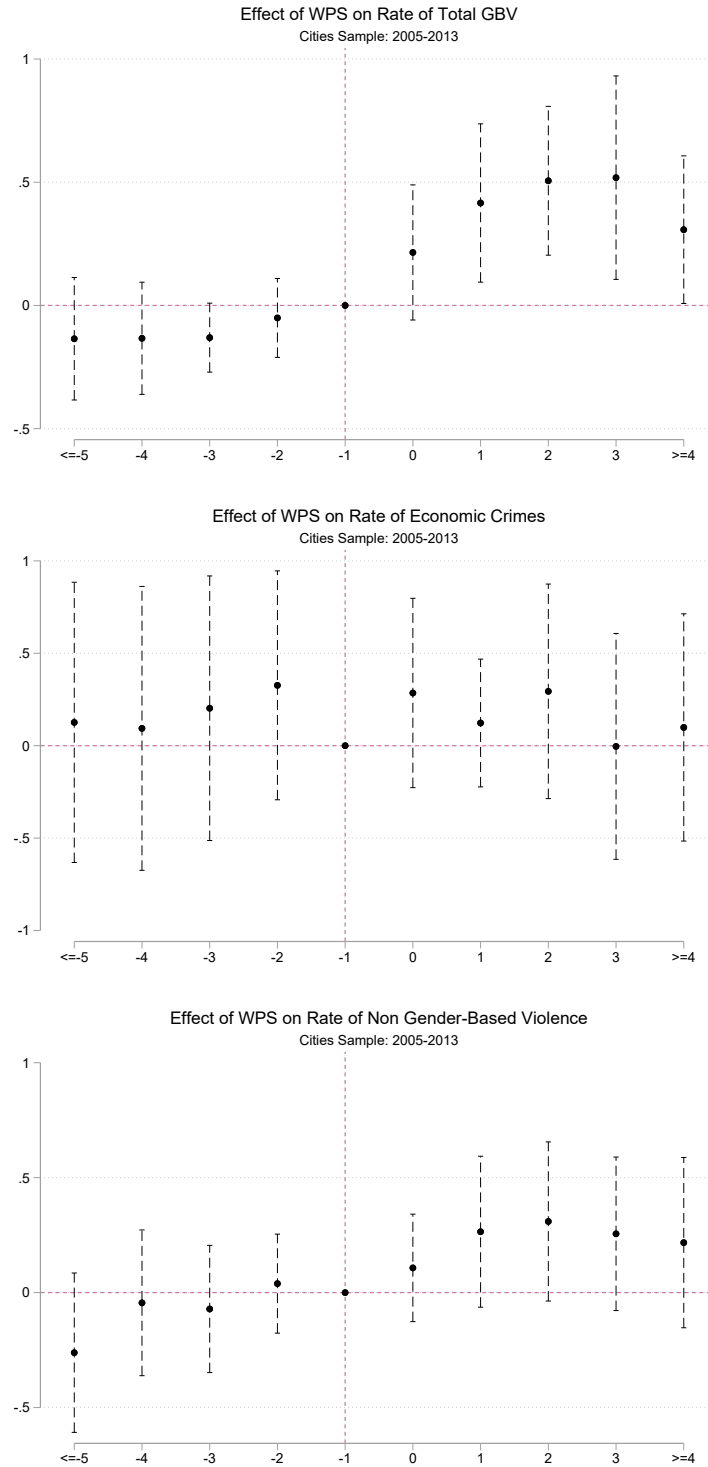 Effect of WPS on Rate of Total GBV
Cities Sample: 2005-2013
1
.5
0
-.5
<=-5 -4 -3 -2 -1 0 1 2 3 >=4
Effect of WPS on Rate of Economic Crimes
Cities Sample: 2005-2013
1
.5
0
-.5
-1
<=-5 -4 -3 -2 -1 0 1 2 3 >=4
Effect of WPS on Rate of Non Gender-Based Violence
Cities Sample: 2005-2013
1
.5
0
-.5
<=-5 -4 -3 -2 -1 0 1 2 3 >=4